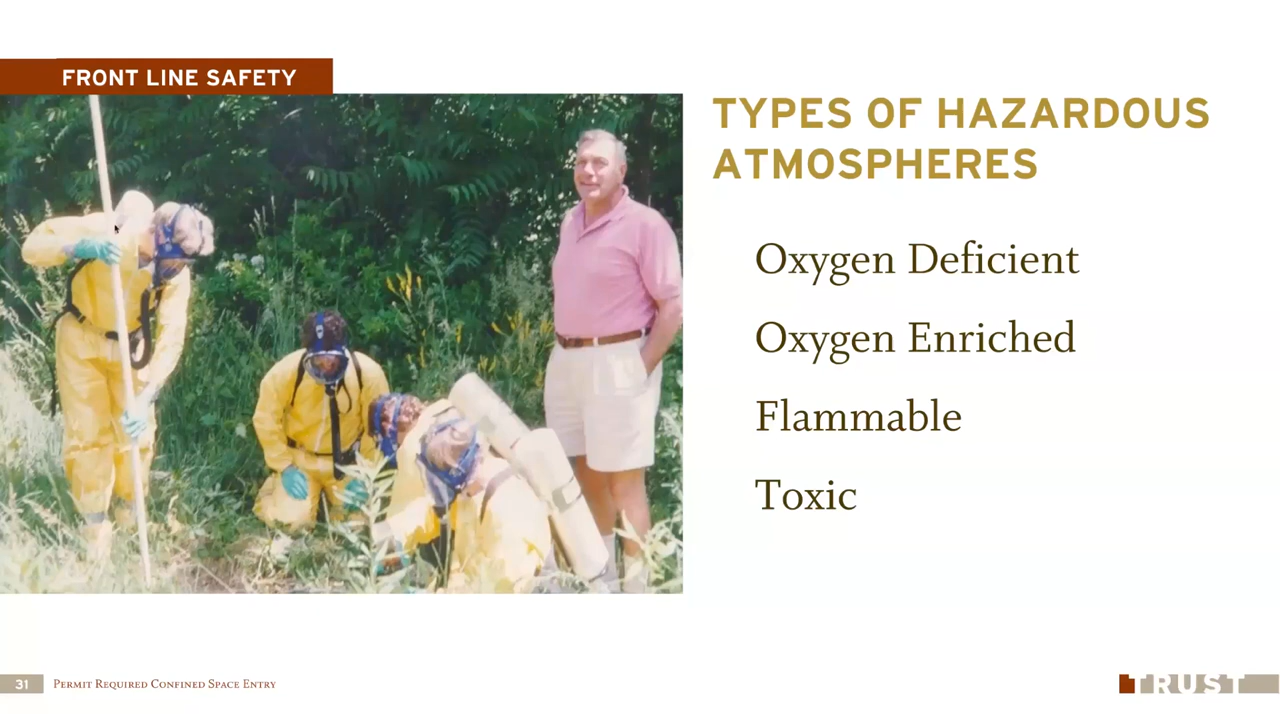 FRONT LINE SAFETY
TYPES OF HAZARDOUS
ATMOSPHERES
Oxygen Deficient
Oxygen Enriched
Flammable
Toxic
31
Permit Required Confined Space Entry
TRUST